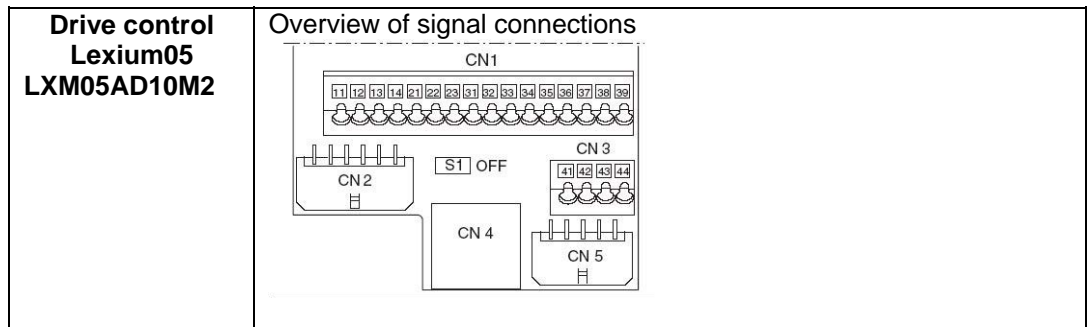 Drive control
Lexium05
LXM05AD10M2
Overview of signal connections
CN1
11 12 13 14 21 22 23 31 32 33 34 35 36 37 38 39
CN 3
S1 OFF
41 42 43 44
CN 2
CN 4
CN 5